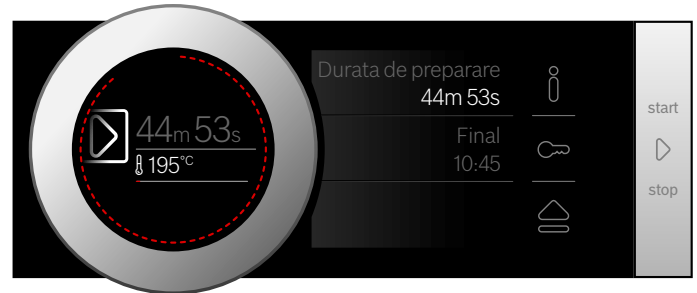 44m 53s
195°C
Durata de preparare
44m 53s
Final
10:45
start
stop